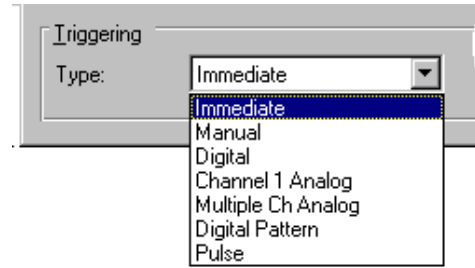 Triggering
Type: Immediate
Immediate
Manual
Digital
Channel 1 Analog
Multiple Ch Analog
Digital Pattern
Pulse